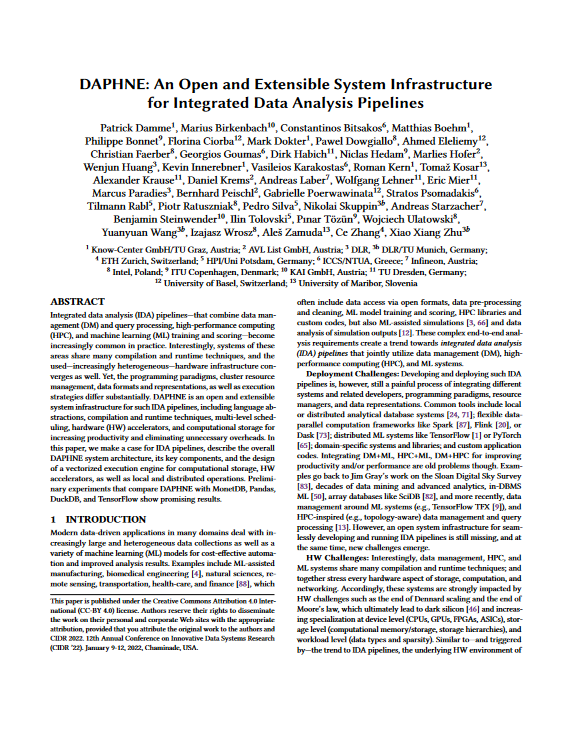 DAPHNE: An Open and Extensible System Infrastructure
for Integrated Data Analysis Pipelines
Patrick Damme¹, Marius Birkenbach¹⁰, Constantinos Bitsakos⁶, Matthias Boehm¹,
Philippe Bonnet⁹, Florina Ciorba¹², Mark Dokter¹, Pawel Dowgiallo⁸, Ahmed Eleliemy¹²,
Christian Faerber⁸, Georgios Goumas⁶, Dirk Habich¹¹, Niclas Hedam⁹, Marlies Hofer²,
Wenjun Huang³, Kevin Innerebner¹, Vasileios Karakostas⁶, Roman Kern¹, Tomaž Kosar¹³,
Alexander Krause¹¹, Daniel Krems², Andreas Laber⁷, Wolfgang Lehner¹¹, Eric Mier¹¹,
Marcus Paradies³, Bernhard Peischl², Gabrielle Poerwawinata¹², Stratos Psomadakis⁶,
Tilmann Rabl⁵, Piotr Ratuszniak⁸, Pedro Silva⁵, Nikolai Skuppin³ᵇ, Andreas Starzacher⁷,
Benjamin Steinwender¹⁰, Ilin Tolovski⁵, Pınar Tözün⁹, Wojciech Ulatowski⁸,
Yuanyuan Wang³ᵇ, Izajasz Wrosz⁸, Aleš Zamuda¹³, Ce Zhang⁴, Xiao Xiang Zhu³ᵇ
¹ Know-Center GmbH/TU Graz, Austria; ² AVL List GmbH, Austria; ³ DLR, ³ᵇ DLR/TU Munich, Germany;
⁴ ETH Zurich, Switzerland; ⁵ HPI/Uni Potsdam, Germany; ⁶ ICCS/NTUA, Greece; ⁷ Infineon, Austria;
⁸ Intel, Poland; ⁹ ITU Copenhagen, Denmark; ¹⁰ KAI GmbH, Austria; ¹¹ TU Dresden, Germany;
¹² University of Basel, Switzerland; ¹³ University of Maribor, Slovenia
ABSTRACT
Integrated data analysis (IDA) pipelines—that combine data man-
agement (DM) and query processing, high-performance computing
(HPC), and machine learning (ML) training and scoring—become
increasingly common in practice. Interestingly, systems of these
areas share many compilation and runtime techniques, and the
used—increasingly heterogeneous—hardware infrastructure con-
verges as well. Yet, the programming paradigms, cluster resource
management, data formats and representations, as well as execution
strategies differ substantially. DAPHNE is an open and extensible
system infrastructure for such IDA pipelines, including language ab-
stractions, compilation and runtime techniques, multi-level sched-
uling, hardware (HW) accelerators, and computational storage for
increasing productivity and eliminating unnecessary overheads. In
this paper, we make a case for IDA pipelines, describe the overall
DAPHNE system architecture, its key components, and the design
of a vectorized execution engine for computational storage, HW
accelerators, as well as local and distributed operations. Prelimi-
nary experiments that compare DAPHNE with MonetDB, Pandas,
DuckDB, and TensorFlow show promising results.
1 INTRODUCTION
Modern data-driven applications in many domains deal with in-
creasingly large and heterogeneous data collections as well as a
variety of machine learning (ML) models for cost-effective automa-
tion and improved analysis results. Examples include ML-assisted
manufacturing, biomedical engineering [4], natural sciences, re-
mote sensing, transportation, health-care, and finance [88], which
This paper is published under the Creative Commons Attribution 4.0 Inter-
national (CC-BY 4.0) license. Authors reserve their rights to disseminate
the work on their personal and corporate Web sites with the appropriate
attribution, provided that you attribute the original work to the authors and
CIDR 2022. 12th Annual Conference on Innovative Data Systems Research
(CIDR '22). January 9-12, 2022, Chaminade, USA.
often include data access via open formats, data pre-processing
and cleaning, ML model training and scoring, HPC libraries and
custom codes, but also ML-assisted simulations [3, 66] and data
analysis of simulation outputs [12]. These complex end-to-end anal-
ysis requirements create a trend towards integrated data analysis
(IDA) pipelines that jointly utilize data management (DM), high-
performance computing (HPC), and ML systems.
Deployment Challenges: Developing and deploying such IDA
pipelines is, however, still a painful process of integrating different
systems and related developers, programming paradigms, resource
managers, and data representations. Common tools include local
or distributed analytical database systems [24, 71]; flexible data-
parallel computation frameworks like Spark [87], Flink [20], or
Dask [73]; distributed ML systems like TensorFlow [1] or PyTorch
[65]; domain-specific systems and libraries; and custom application
codes. Integrating DM+ML, HPC+ML, DM+HPC for improving
productivity and/or performance are old problems though. Exam-
ples go back to Jim Gray's work on the Sloan Digital Sky Survey
[83], decades of data mining and advanced analytics, in-DBMS
ML [50], array databases like SciDB [82], and more recently, data
management around ML systems (e.g., TensorFlow TFX [9]), and
HPC-inspired (e.g., topology-aware) data management and query
processing [13]. However, an open system infrastructure for seam-
lessly developing and running IDA pipelines is still missing, and at
the same time, new challenges emerge.
HW Challenges: Interestingly, data management, HPC, and
ML systems share many compilation and runtime techniques; and
together stress every hardware aspect of storage, computation, and
networking. Accordingly, these systems are strongly impacted by
HW challenges such as the end of Dennard scaling and the end of
Moore's law, which ultimately lead to dark silicon [46] and increas-
ing specialization at device level (CPUs, GPUs, FPGAs, ASICs), stor-
age level (computational memory/storage, storage hierarchies), and
workload level (data types and sparsity). Similar to—and triggered
by—the trend to IDA pipelines, the underlying HW environment of